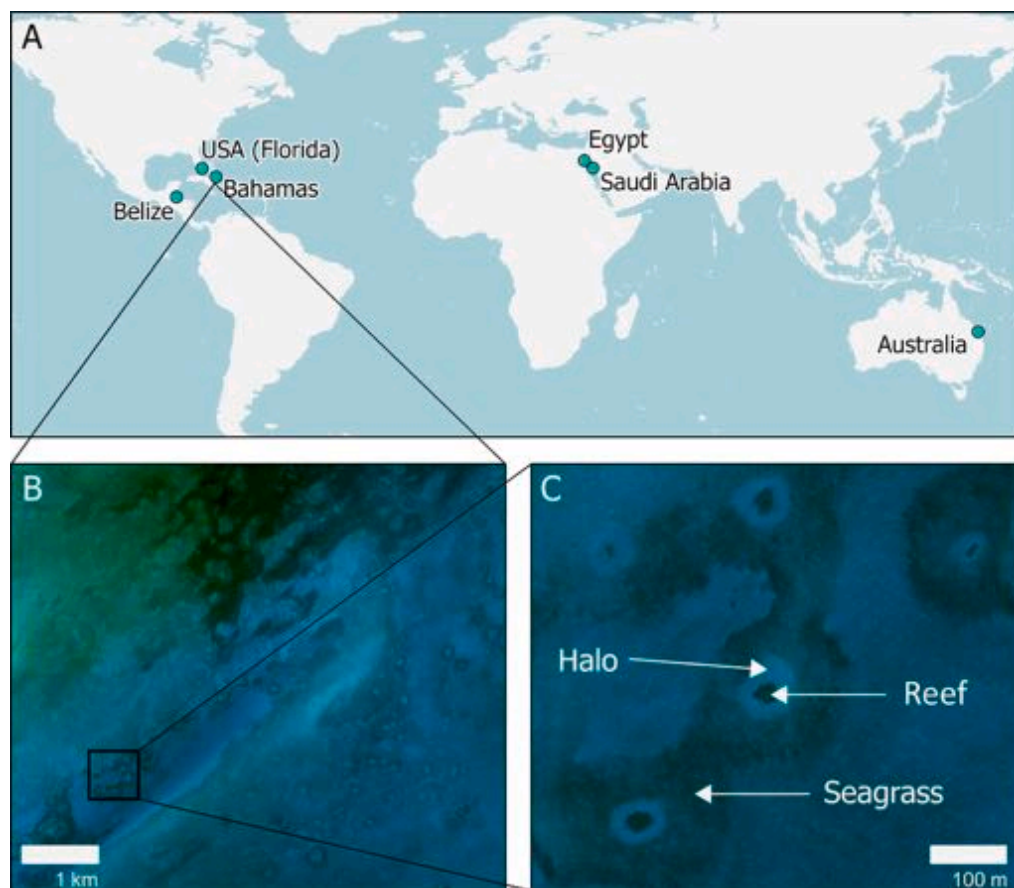 A
USA (Florida)
Bahamas
Belize
Egypt
Saudi Arabia
Australia
B
1 km
C
Halo
Reef
Seagrass
100 m